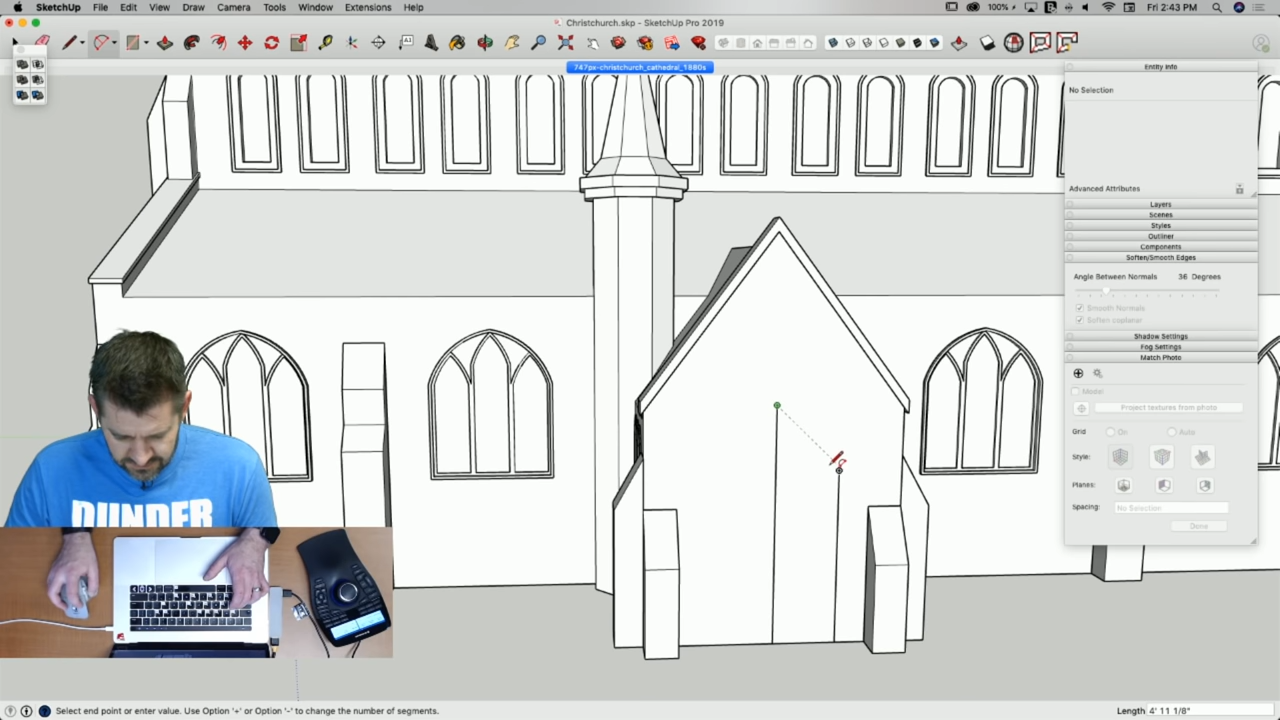 SketchUp File Edit View Draw Camera Tools Window Extensions Help
100% Fri 2:43 PM
Christchurch.skp - SketchUp Pro 2019
747px-christchurch_cathedral_1880s
Entity Info
No Selection
Advanced Attributes
Layers
Scenes
Styles
Outliner
Components
Soften/Smooth Edges
Angle Between Normals 36 Degrees
Smooth Normals
Soften coplanar
Shadow Settings
Fog Settings
Match Photo
Model
Project textures from photo
Grid On Auto
Style:
Planes:
Spacing: No Selection
Done
DUNDER
Select end point or enter value. Use Option '+' or Option '-' to change the number of segments.
Length 4' 11 1/8"